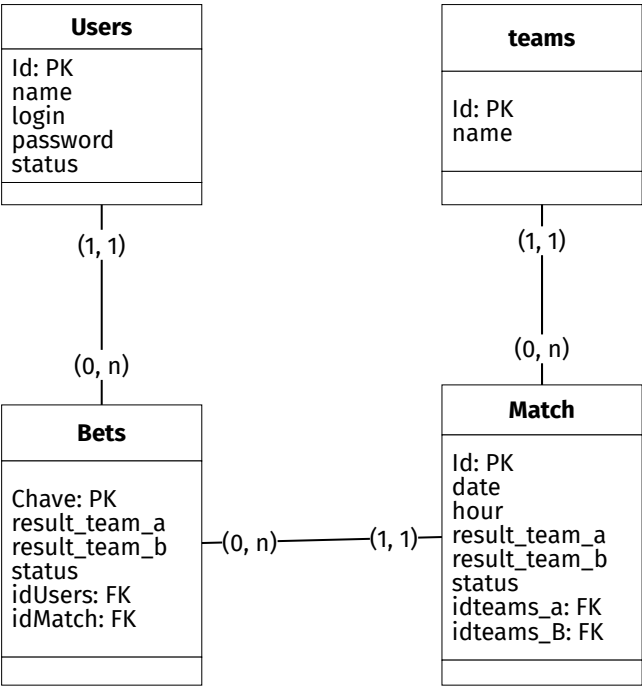 Users
Id: PK
name
login
password
status
teams
Id: PK
name
(1, 1)
(0, n)
(1, 1)
(0, n)
Bets
Chave: PK
result_team_a
result_team_b
status
idUsers: FK
idMatch: FK
(0, n)
(1, 1)
Match
Id: PK
date
hour
result_team_a
result_team_b
status
idteams_a: FK
idteams_B: FK